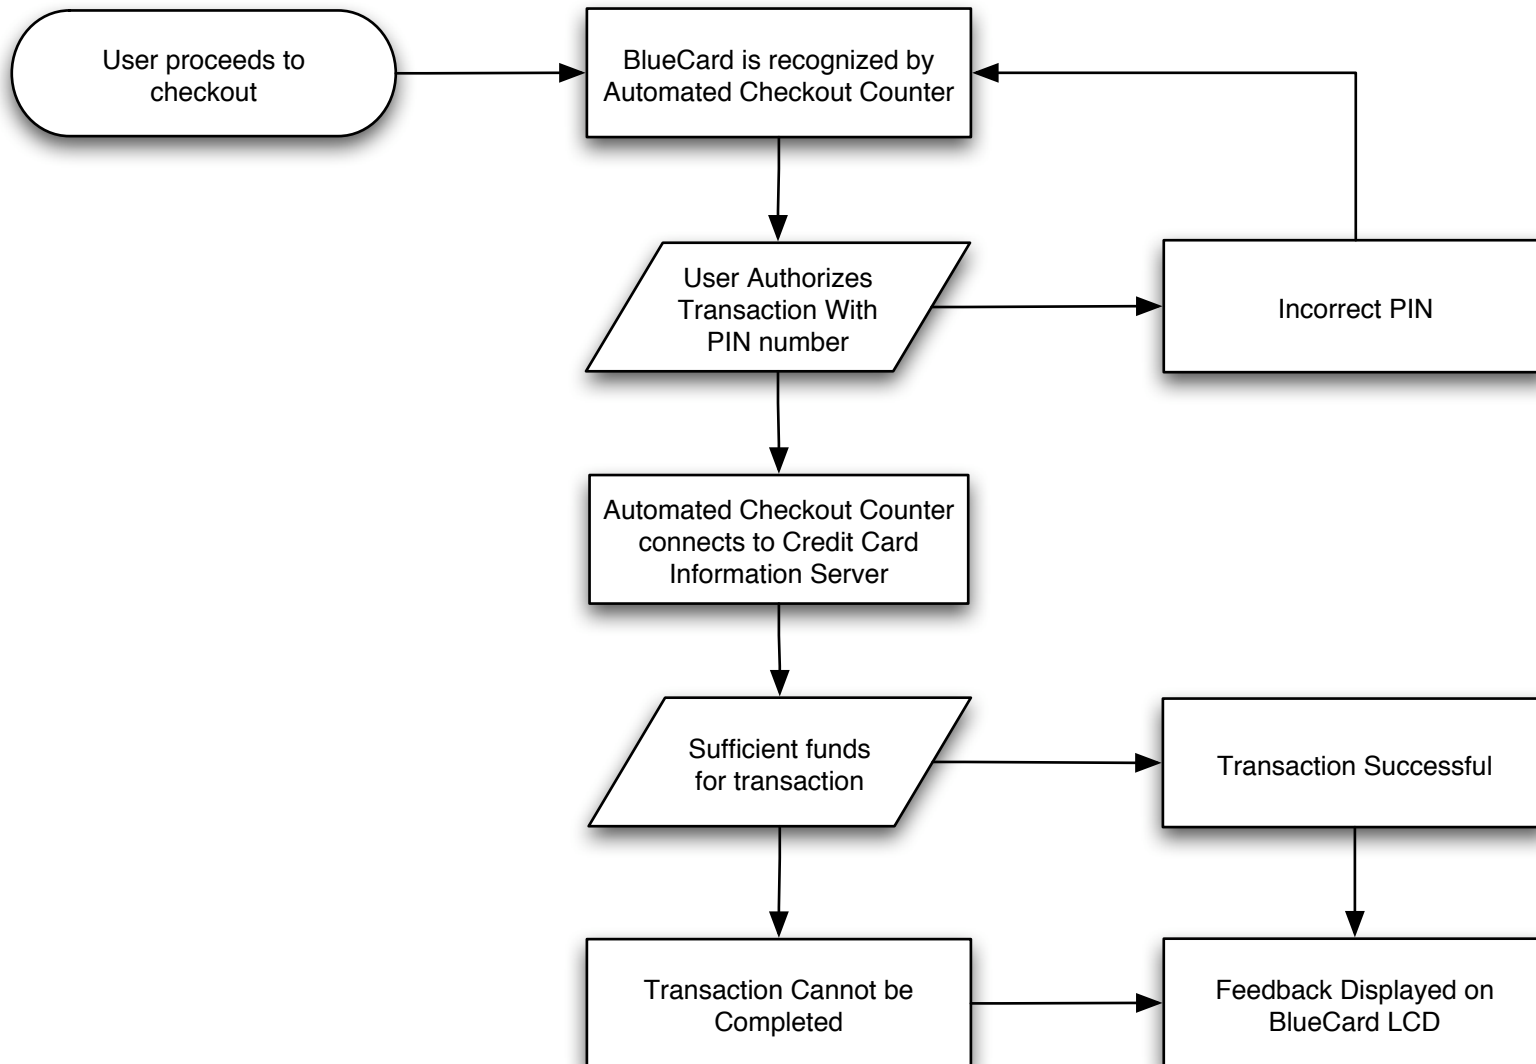 User proceeds to
checkout
BlueCard is recognized by
Automated Checkout Counter
User Authorizes
Transaction With
PIN number
Incorrect PIN
Automated Checkout Counter
connects to Credit Card
Information Server
Sufficient funds
for transaction
Transaction Successful
Transaction Cannot be
Completed
Feedback Displayed on
BlueCard LCD